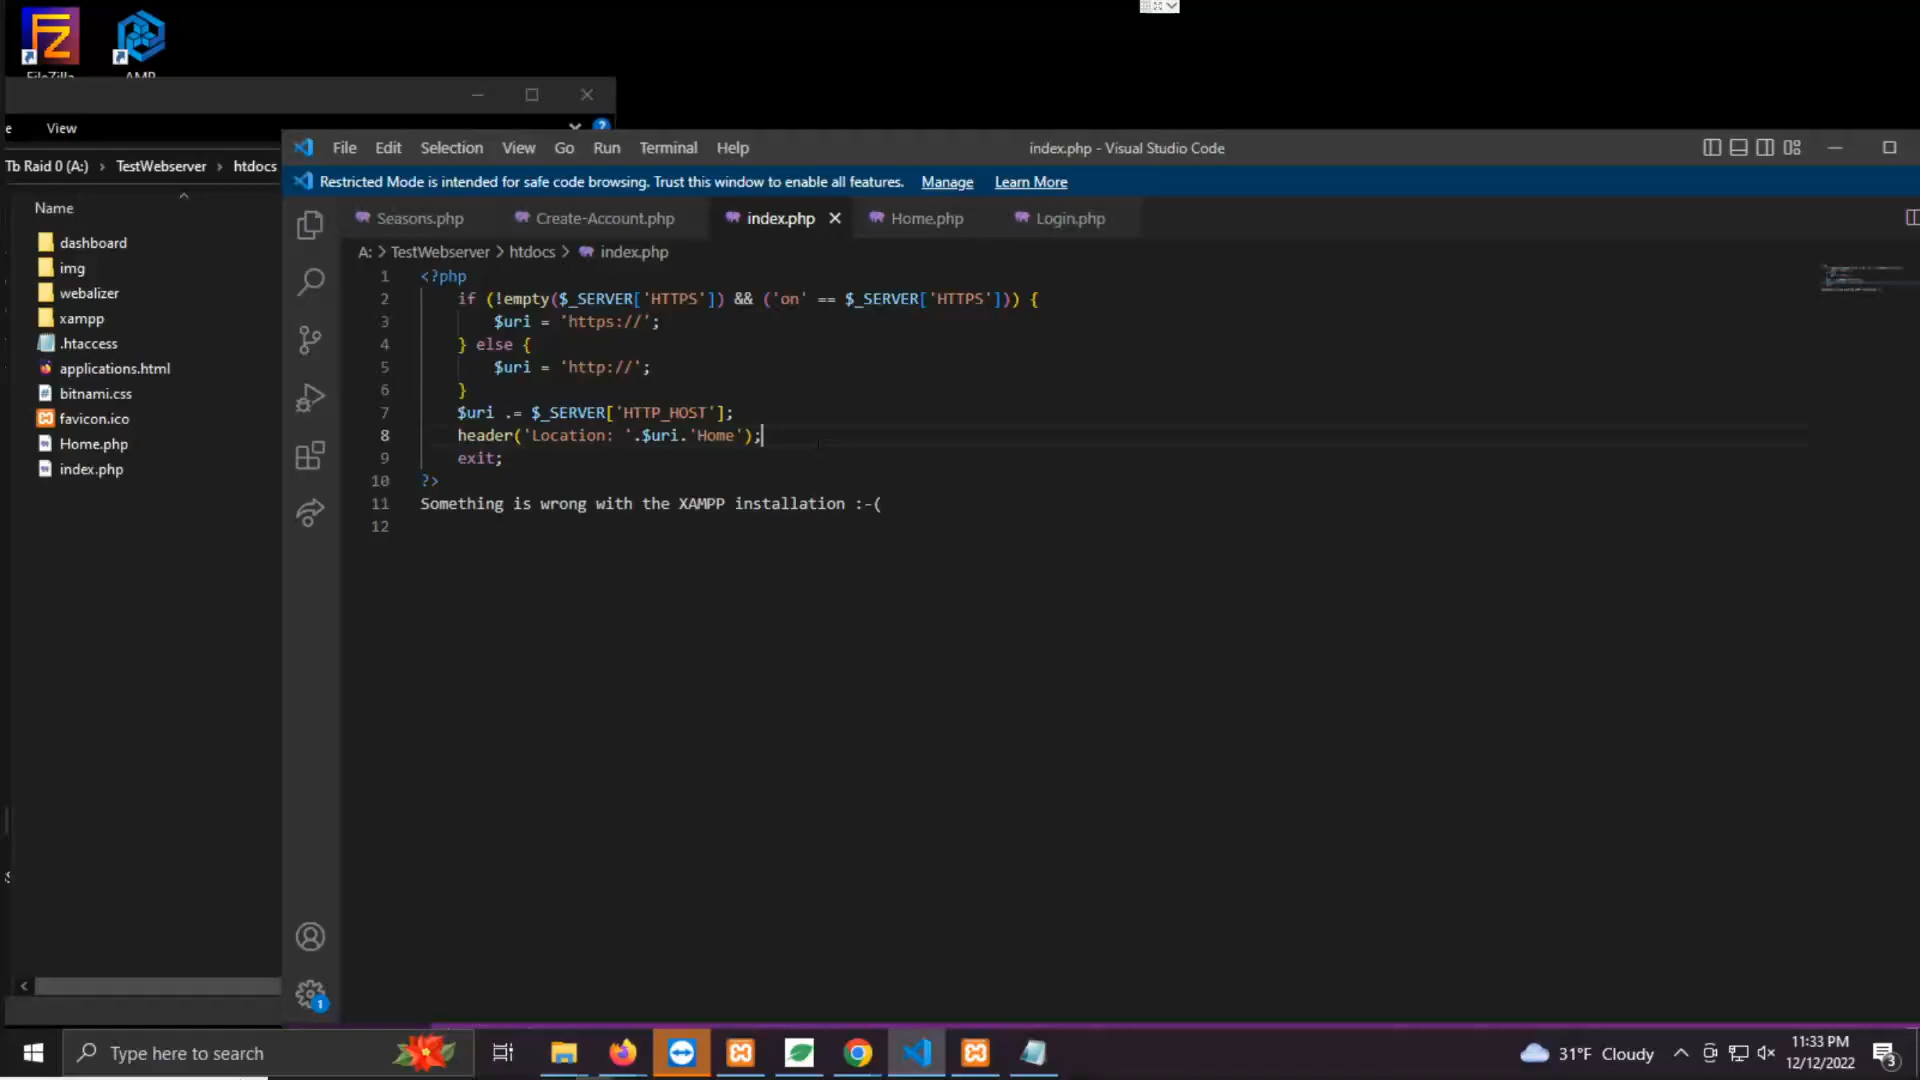 FileZilla
AMP
e View
Tb Raid 0 (A:) > TestWebserver > htdocs
Name
dashboard
img
webalizer
xampp
.htaccess
applications.html
bitnami.css
favicon.ico
Home.php
index.php
File Edit Selection View Go Run Terminal Help
index.php - Visual Studio Code
Restricted Mode is intended for safe code browsing. Trust this window to enable all features. Manage Learn More
Seasons.php Create-Account.php index.php Home.php Login.php
A: > TestWebserver > htdocs > index.php
1 <?php
2 if (!empty($_SERVER['HTTPS']) && ('on' == $_SERVER['HTTPS'])) {
3 $uri = 'https://';
4 } else {
5 $uri = 'http://';
6 }
7 $uri .= $_SERVER['HTTP_HOST'];
8 header('Location: '.$uri.'Home');
9 exit;
10 ?>
11 Something is wrong with the XAMPP installation :-(
12
1
Type here to search
31°F Cloudy
11:33 PM
12/12/2022
3